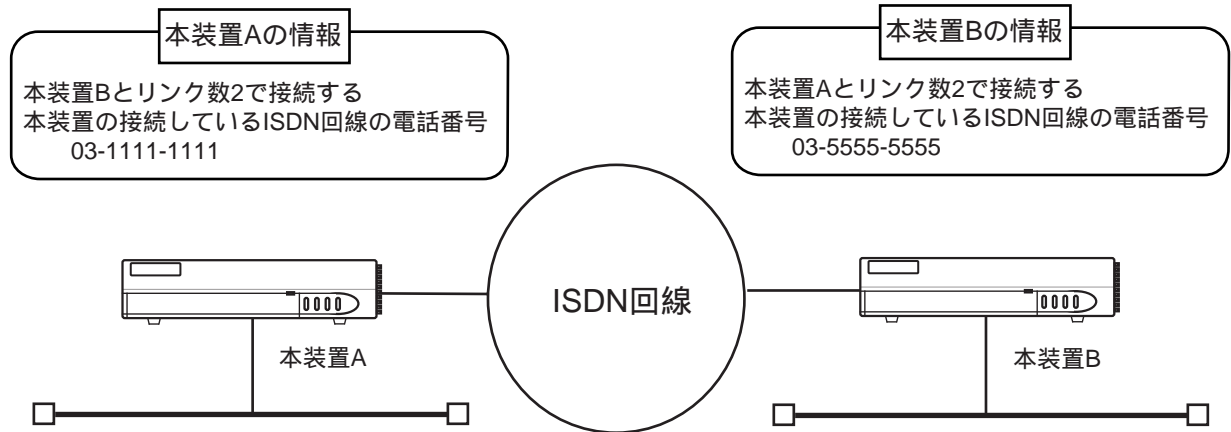 本装置Aの情報
本装置Bとリンク数2で接続する
本装置の接続しているISDN回線の電話番号
03-1111-1111
本装置Bの情報
本装置Aとリンク数2で接続する
本装置の接続しているISDN回線の電話番号
03-5555-5555
ISDN回線
本装置A
本装置B